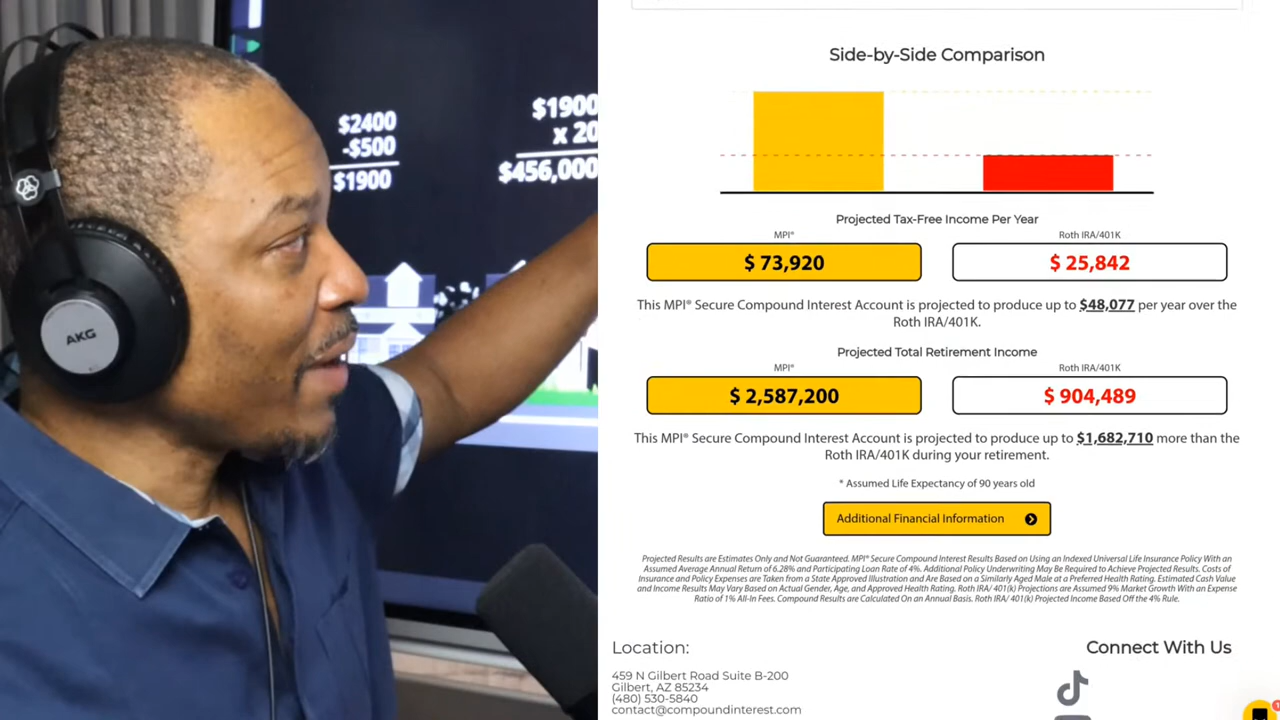 $2400
-$500
$1900
$1900
x 20
$456,000
AKG
Side-by-Side Comparison
Projected Tax-Free Income Per Year
MPI®
Roth IRA/401K
$ 73,920
$ 25,842
This MPI® Secure Compound Interest Account is projected to produce up to $48,077 per year over the
Roth IRA/401K.
Projected Total Retirement Income
MPI®
Roth IRA/401K
$ 2,587,200
$ 904,489
This MPI® Secure Compound Interest Account is projected to produce up to $1,682,710 more than the
Roth IRA/401K during your retirement.
* Assumed Life Expectancy of 90 years old
Additional Financial Information
Projected Results are Estimates Only and Not Guaranteed. MPI® Secure Compound Interest Results Based on Using an Indexed Universal Life Insurance Policy With an
Assumed Average Annual Return of 6.28% and Participating Loan Rate of 4%. Additional Policy Underwriting May Be Required to Achieve Projected Results. Costs of
Insurance and Policy Expenses are Taken from a State Approved Illustration and Are Based on a Similarly Aged Male at a Preferred Health Rating. Estimated Cash Value
and Income Results May Vary Based on Actual Gender, Age, and Approved Health Rating. Roth IRA/ 401(k) Projections are Assumed 9% Market Growth With an Expense
Ratio of 1% All-In Fees. Compound Results are Calculated On an Annual Basis. Roth IRA/ 401(k) Projected Income Based Off the 4% Rule.
Location:
Connect With Us
459 N Gilbert Road Suite B-200
Gilbert, AZ 85234
(480) 530-5840
contact@compoundinterest.com